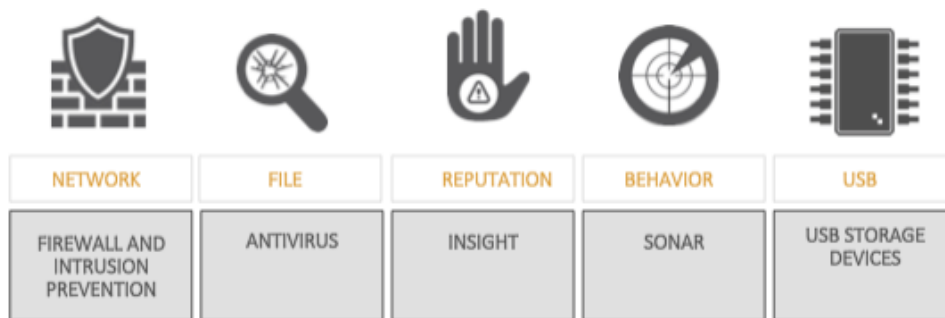 NETWORK
FILE
REPUTATION
BEHAVIOR
USB
FIREWALL AND
INTRUSION
PREVENTION
ANTIVIRUS
INSIGHT
SONAR
USB STORAGE
DEVICES